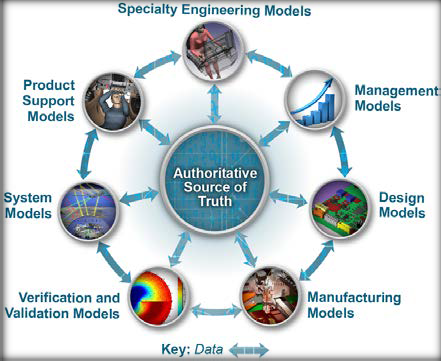 Specialty Engineering Models
Product
Support
Models
Management
Models
Authoritative
Source of
Truth
System
Models
Design
Models
Verification and
Validation Models
Manufacturing
Models
Key: Data